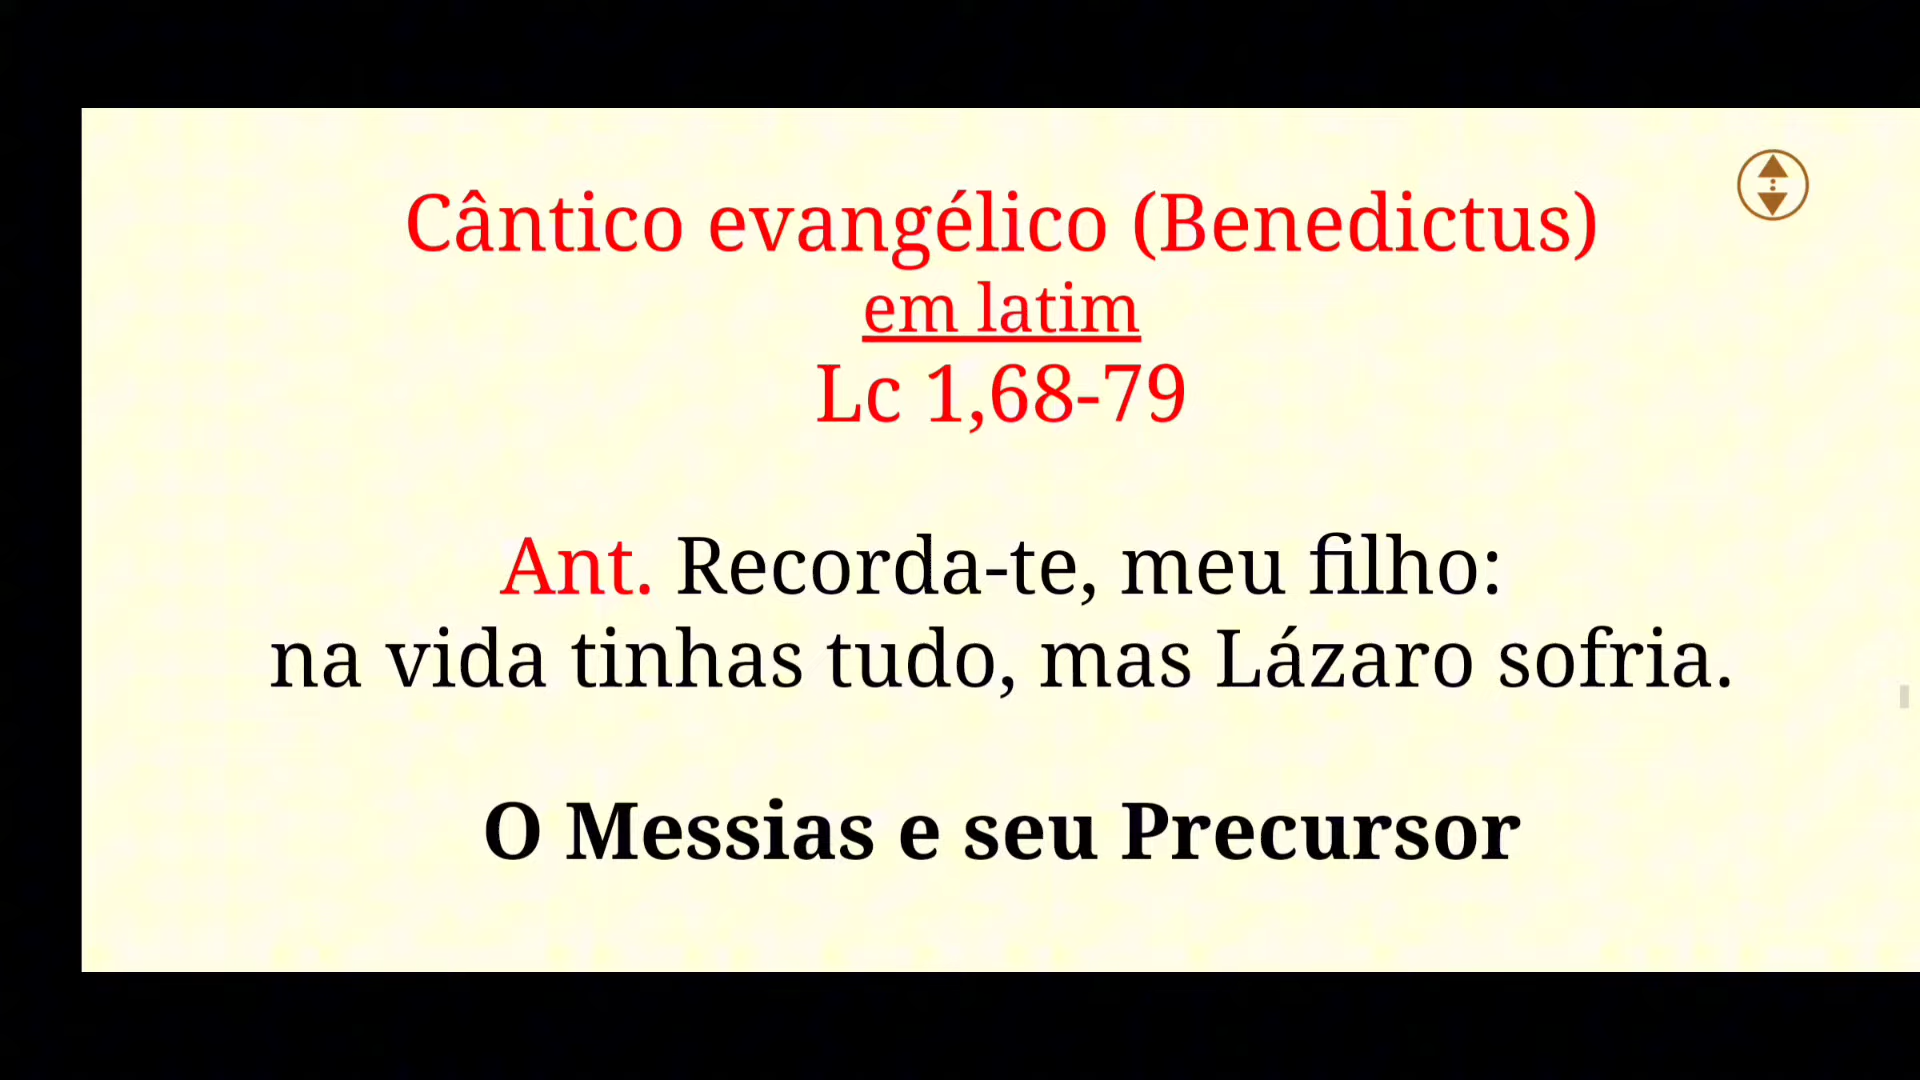 Cântico evangélico (Benedictus)
em latim
Lc 1,68-79
Ant. Recorda-te, meu filho:
na vida tinhas tudo, mas Lázaro sofria.
O Messias e seu Precursor